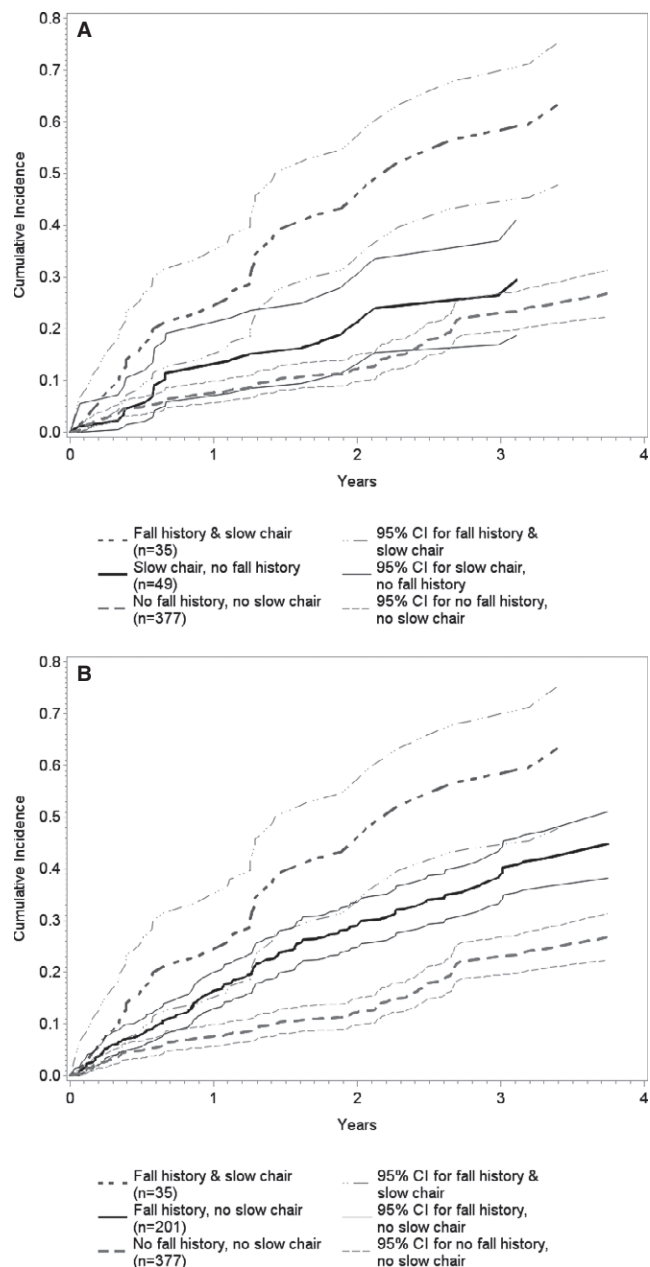 A
0.8
0.7
0.6
0.5
0.4
0.3
0.2
0.1
0.0
Cumulative Incidence
0 1 2 3 4
Years
Fall history & slow chair
(n=35)
Slow chair, no fall history
(n=49)
No fall history, no slow chair
(n=377)
95% CI for fall history &
slow chair
95% CI for slow chair,
no fall history
95% CI for no fall history,
no slow chair
B
0.8
0.7
0.6
0.5
0.4
0.3
0.2
0.1
0.0
Cumulative Incidence
0 1 2 3 4
Years
Fall history & slow chair
(n=35)
Fall history, no slow chair
(n=201)
No fall history, no slow chair
(n=377)
95% CI for fall history &
slow chair
95% CI for fall history,
no slow chair
95% CI for no fall history,
no slow chair